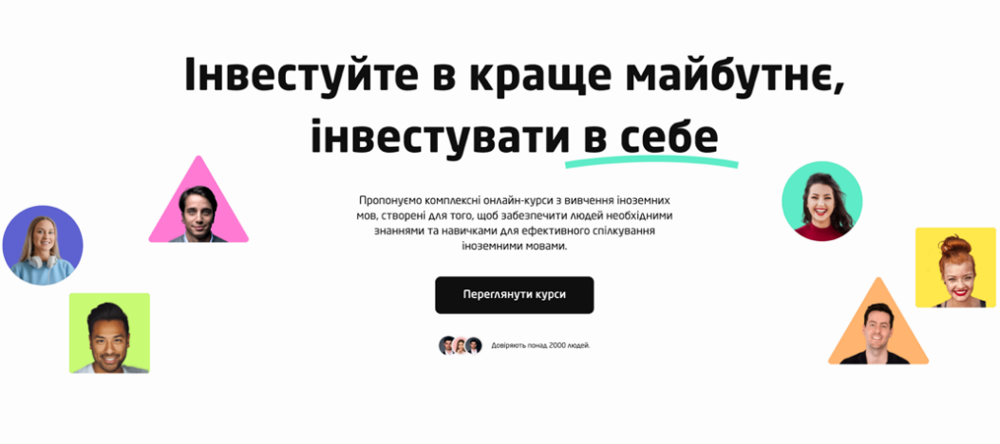 Інвестуйте в краще майбутнє,
інвестувати в себе
Пропонуємо комплексні онлайн-курси з вивчення іноземних
мов, створені для того, щоб забезпечити людей необхідними
знаннями та навичками для ефективного спілкування
іноземними мовами.
Переглянути курси
Довіряють понад 2000 людей.